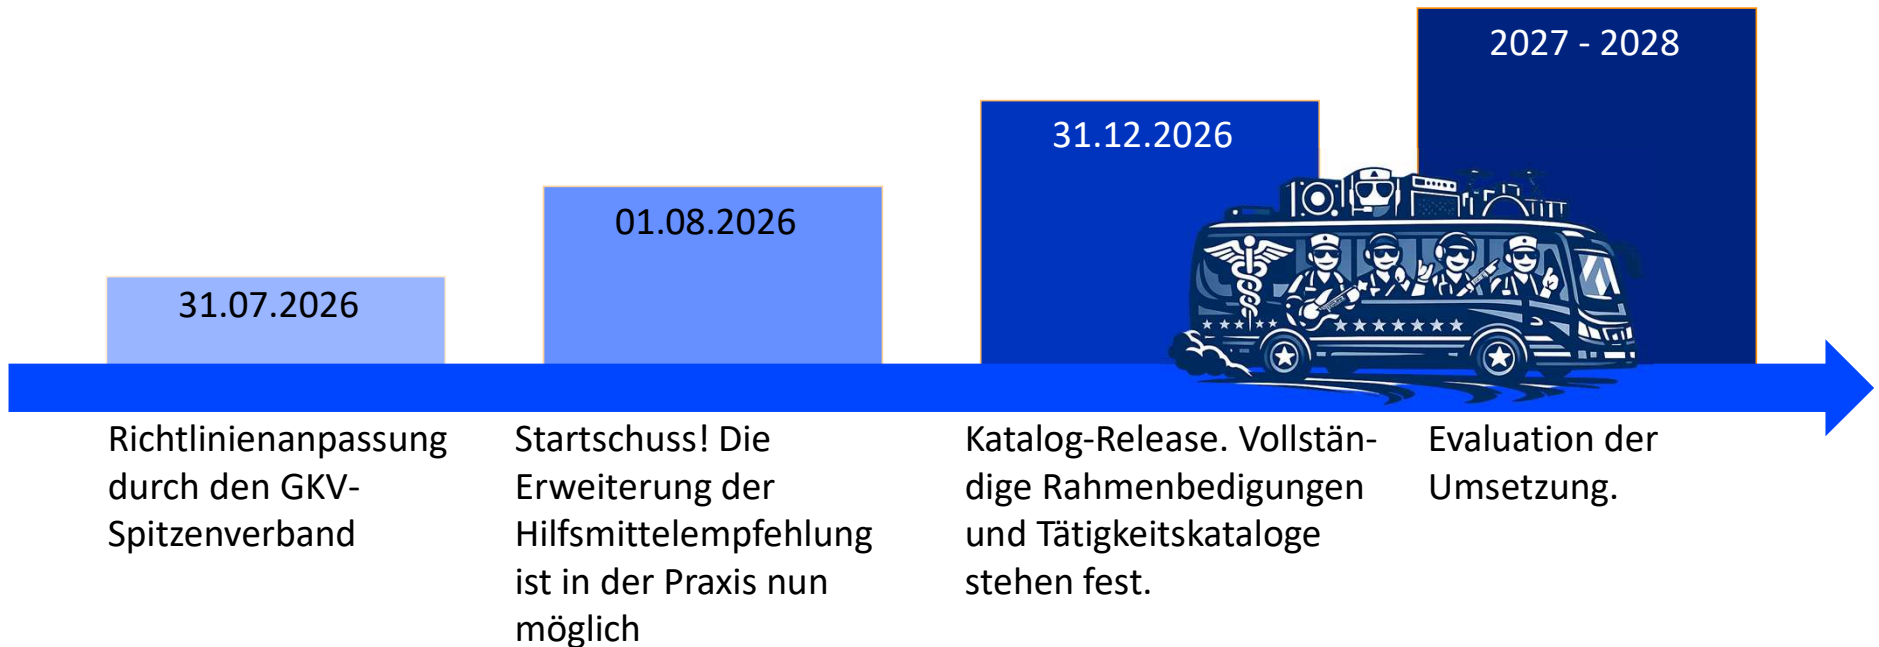 2027 - 2028
31.12.2026
01.08.2026
31.07.2026
Richtlinienanpassung
durch den GKV-
Spitzenverband
Startschuss! Die
Erweiterung der
Hilfsmittelempfehlung
ist in der Praxis nun
möglich
Katalog-Release. Vollstän-
dige Rahmenbedigungen
und Tätigkeitskataloge
stehen fest.
Evaluation der
Umsetzung.